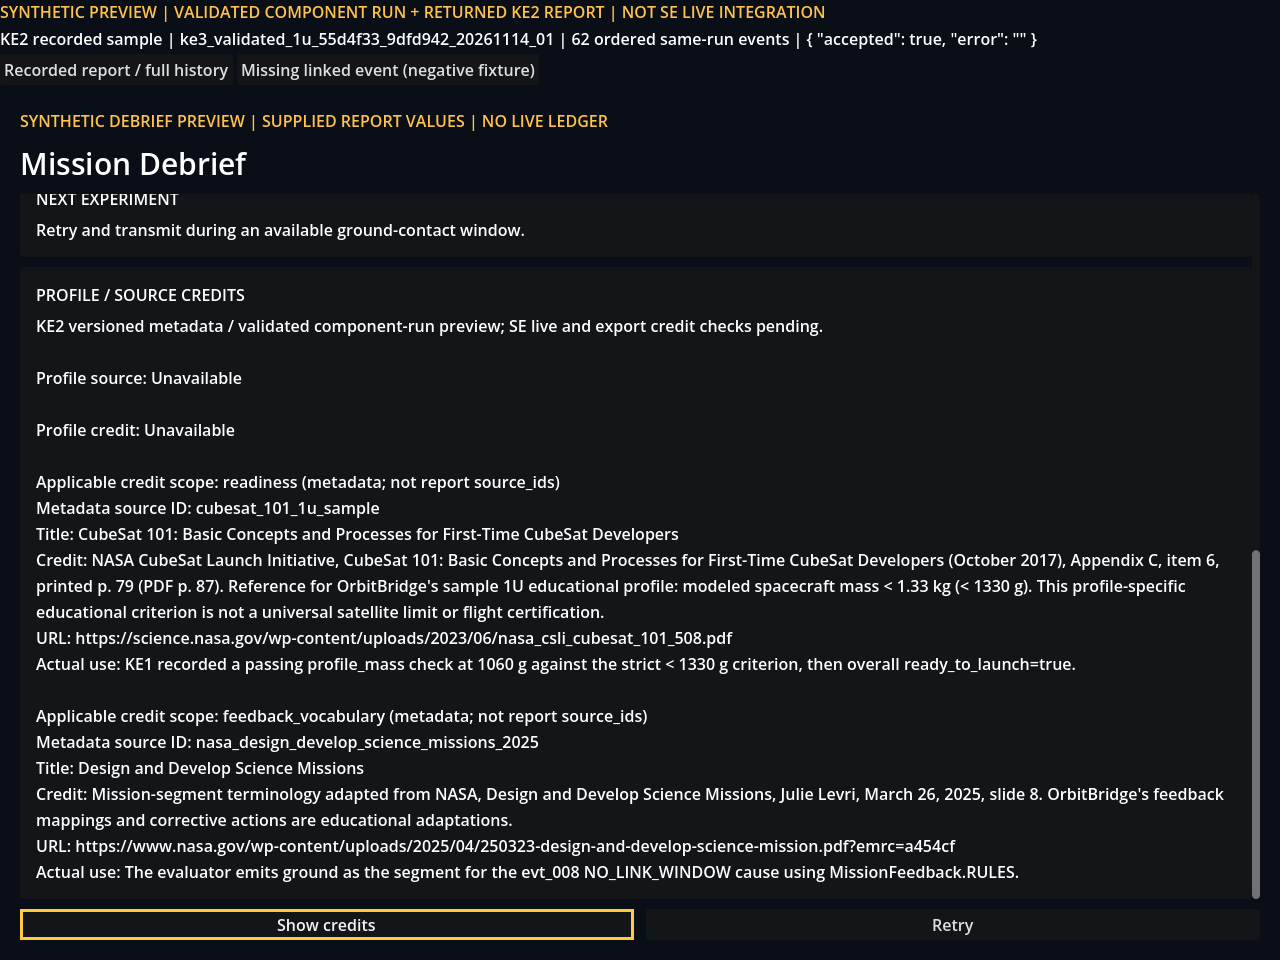 SYNTHETIC PREVIEW | VALIDATED COMPONENT RUN + RETURNED KE2 REPORT | NOT SE LIVE INTEGRATION
KE2 recorded sample | ke3_validated_1u_55d4f33_9dfd942_20261114_01 | 62 ordered same-run events | { "accepted": true, "error": "" }
Recorded report / full history
Missing linked event (negative fixture)
SYNTHETIC DEBRIEF PREVIEW | SUPPLIED REPORT VALUES | NO LIVE LEDGER
Mission Debrief
NEXT EXPERIMENT
Retry and transmit during an available ground-contact window.
PROFILE / SOURCE CREDITS
KE2 versioned metadata / validated component-run preview; SE live and export credit checks pending.
Profile source: Unavailable
Profile credit: Unavailable
Applicable credit scope: readiness (metadata; not report source_ids)
Metadata source ID: cubesat_101_1u_sample
Title: CubeSat 101: Basic Concepts and Processes for First-Time CubeSat Developers
Credit: NASA CubeSat Launch Initiative, CubeSat 101: Basic Concepts and Processes for First-Time CubeSat Developers (October 2017), Appendix C, item 6,
printed p. 79 (PDF p. 87). Reference for OrbitBridge's sample 1U educational profile: modeled spacecraft mass < 1.33 kg (< 1330 g). This profile-specific
educational criterion is not a universal satellite limit or flight certification.
URL: https://science.nasa.gov/wp-content/uploads/2023/06/nasa_csli_cubesat_101_508.pdf
Actual use: KE1 recorded a passing profile_mass check at 1060 g against the strict < 1330 g criterion, then overall ready_to_launch=true.
Applicable credit scope: feedback_vocabulary (metadata; not report source_ids)
Metadata source ID: nasa_design_develop_science_missions_2025
Title: Design and Develop Science Missions
Credit: Mission-segment terminology adapted from NASA, Design and Develop Science Missions, Julie Levri, March 26, 2025, slide 8. OrbitBridge's feedback
mappings and corrective actions are educational adaptations.
URL: https://www.nasa.gov/wp-content/uploads/2025/04/250323-design-and-develop-science-mission.pdf?emrc=a454cf
Actual use: The evaluator emits ground as the segment for the evt_008 NO_LINK_WINDOW cause using MissionFeedback.RULES.
Show credits
Retry